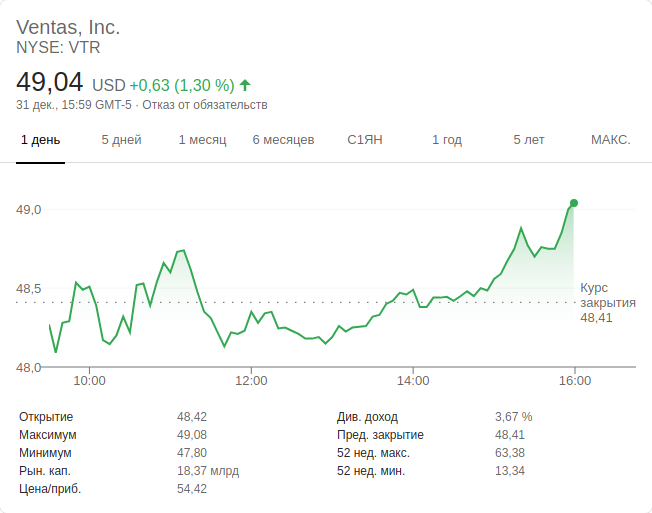 Ventas, Inc.
NYSE: VTR
49,04 USD +0,63 (1,30 %)
31 дек., 15:59 GMT-5 · Отказ от обязательств
1 день 5 дней 1 месяц 6 месяцев С1ЯН 1 год 5 лет МАКС.
49,0
48,5
Курс
закрытия
48,41
48,0
10:00 12:00 14:00 16:00
Открытие 48,42 Див. доход 3,67 %
Максимум 49,08 Пред. закрытие 48,41
Минимум 47,80 52 нед. макс. 63,38
Рын. кап. 18,37 млрд 52 нед. мин. 13,34
Цена/приб. 54,42